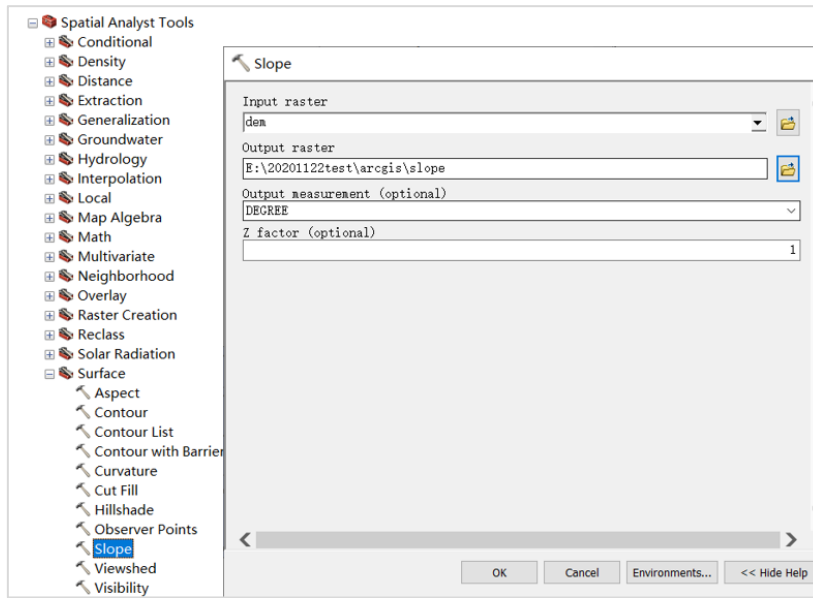 Spatial Analyst Tools
Conditional
Density
Distance
Extraction
Generalization
Groundwater
Hydrology
Interpolation
Local
Map Algebra
Math
Multivariate
Neighborhood
Overlay
Raster Creation
Reclass
Solar Radiation
Surface
Aspect
Contour
Contour List
Contour with Barrier
Curvature
Cut Fill
Hillshade
Observer Points
Slope
Viewshed
Visibility
Slope
Input raster
dem
Output raster
E:\20201122test\arcgis\slope
Output measurement (optional)
DEGREE
Z factor (optional)
1
OK Cancel Environments... << Hide Help